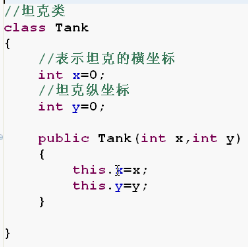 //坦克类
class Tank
{
//表示坦克的横坐标
int x=0;
//坦克纵坐标
int y=0;
public Tank(int x,int y)
{
this.x=x;
this.y=y;
}
}